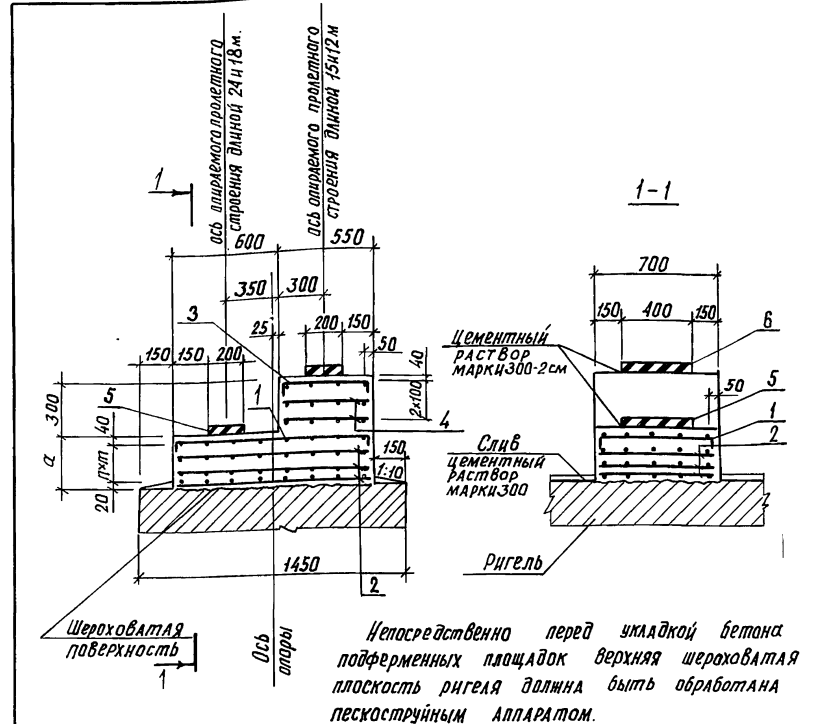 ось опираемого пролетного
строения длиной 24 и 18 м.
ось опираемого пролетного
строения длиной 15 и 12 м
1
1-1
600
550
700
350
300
150
400
150
3
25
200
150
6
50
Цементный
раствор
марки 300-2см
150
150
200
40
5
300
1
2х100
50
5
1
4
2
40
Слив
цементный
раствор
марки 300
a
n×m
150
1:10
20
1450
2
Ригель
Шероховатая
поверхность
Ось
опоры
1
Непосредственно перед укладкой бетона
подферменных площадок верхняя шероховатая
плоскость ригеля должна быть обработана
пескоструйным аппаратом.